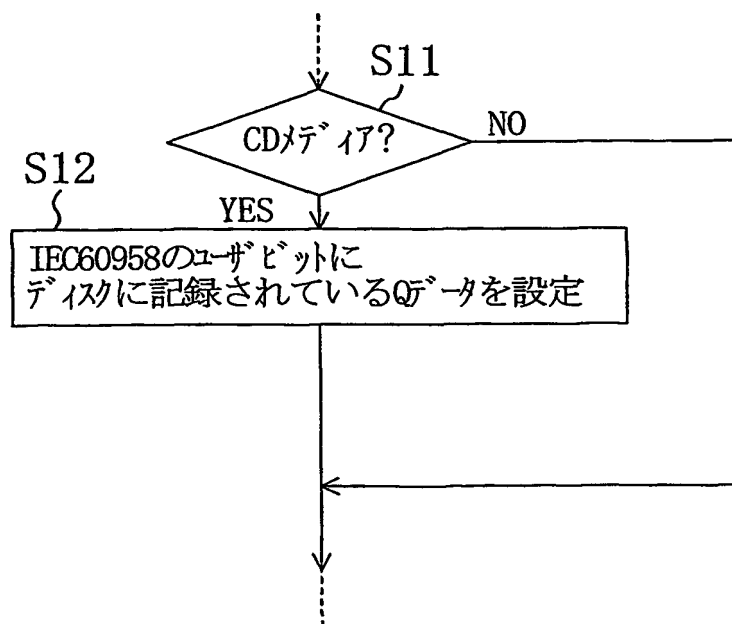 S11
CDメディア?
NO
S12
YES
IEC60958のユーザビットに
ディスクに記録されているQデータを設定